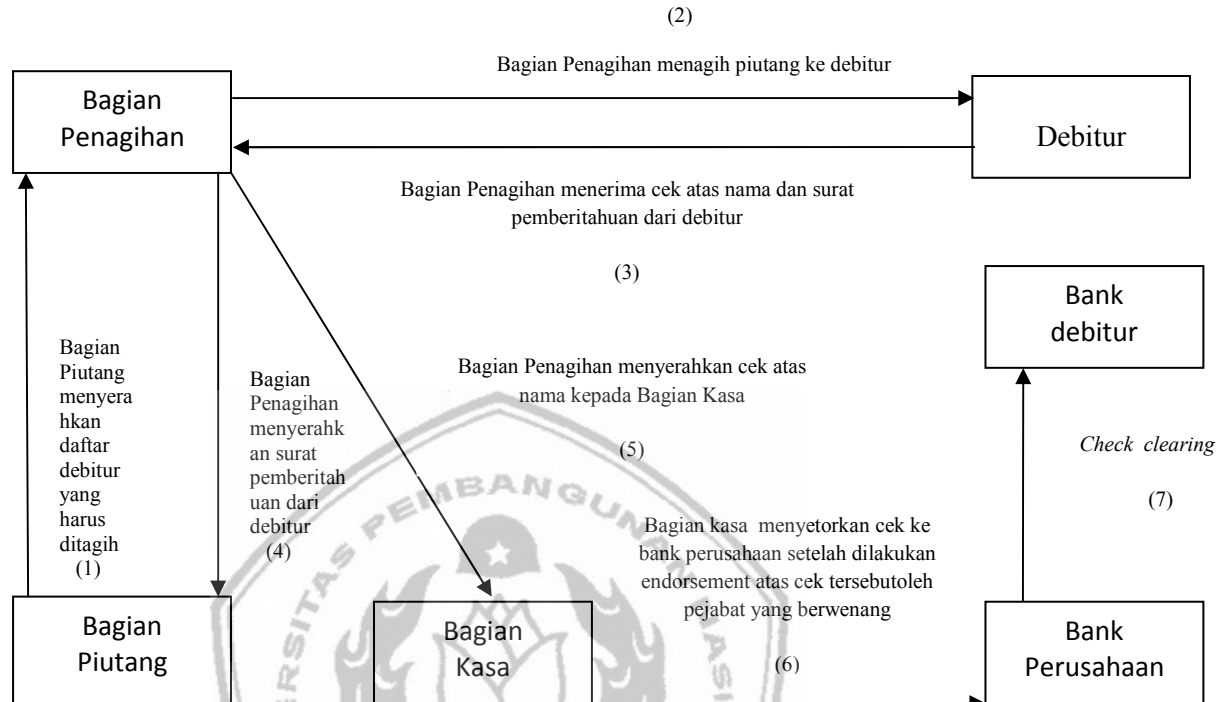 (2)
Bagian Penagihan menagih piutang ke debitur
Bagian
Penagihan
Debitur
Bagian Penagihan menerima cek atas nama dan surat
pemberitahuan dari debitur
(3)
Bank
debitur
Bagian
Piutang
menyera
hkan
daftar
debitur
yang
harus
ditagih
(1)
Bagian
Penagihan
menyerahk
an surat
pemberitah
uan dari
debitur
(4)
Bagian Penagihan menyerahkan cek atas
nama kepada Bagian Kasa
(5)
Check clearing
(7)
Bagian kasa menyetorkan cek ke
bank perusahaan setelah dilakukan
endorsement atas cek tersebutoleh
pejabat yang berwenang
(6)
Bagian
Piutang
Bagian
Kasa
Bank
Perusahaan
PEMBANGUNAN